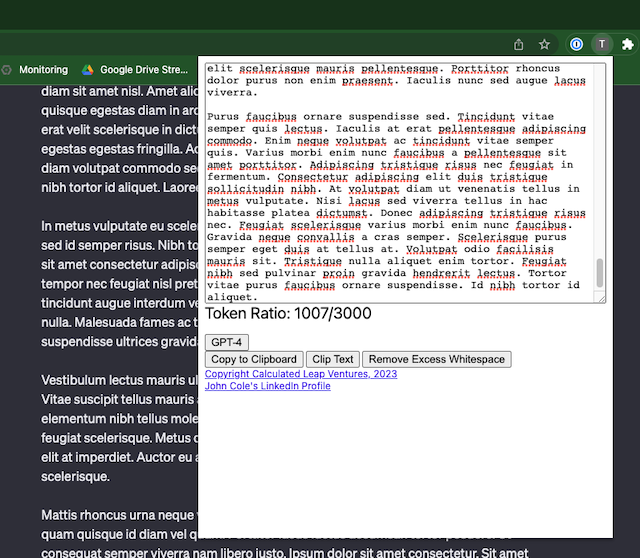 T
Monitoring
Google Drive Stre...
diam sit amet nisl. Amet alic
quisque egestas diam in arc
erat velit scelerisque in dictu
egestas egestas fringilla. Ac
diam volutpat commodo se
nibh tortor id aliquet. Laore
In metus vulputate eu sceler
sed id semper risus. Nibh to
sit amet consectetur adipisc
tempor nec feugiat nisl pret
tincidunt augue interdum ve
nulla. Malesuada fames ac t
suspendisse ultrices gravida
Vestibulum lectus mauris ul
Vitae suscipit tellus mauris a
elementum nibh tellus mole
feugiat scelerisque. Metus d
elit at imperdiet. Auctor eu a
scelerisque.
Mattis rhoncus urna neque v
quam quisque id diam vel q
consequat semper viverra nam libero justo. Ipsum dolor sit amet consectetur. Sit amet
elit scelerisque mauris pellentesque. Porttitor rhoncus
dolor purus non enim praesent. Iaculis nunc sed augue lacus
viverra.
Purus faucibus ornare suspendisse sed. Tincidunt vitae
semper quis lectus. Iaculis at erat pellentesque adipiscing
commodo. Enim neque volutpat ac tincidunt vitae semper
quis. Varius morbi enim nunc faucibus a pellentesque sit
amet porttitor. Adipiscing tristique risus nec feugiat in
fermentum. Consectetur adipiscing elit duis tristique
sollicitudin nibh. At volutpat diam ut venenatis tellus in
metus vulputate. Nisi lacus sed viverra tellus in hac
habitasse platea dictumst. Donec adipiscing tristique risus
nec. Feugiat scelerisque varius morbi enim nunc faucibus.
Gravida neque convallis a cras semper. Scelerisque purus
semper eget duis at tellus at. Volutpat odio facilisis
mauris sit. Tristique nulla aliquet enim tortor. Feugiat
nibh sed pulvinar proin gravida hendrerit lectus. Tortor
vitae purus faucibus ornare suspendisse. Id nibh tortor id
aliquet.
Token Ratio: 1007/3000
GPT-4
Copy to Clipboard Clip Text Remove Excess Whitespace
Copyright Calculated Leap Ventures, 2023
John Cole's LinkedIn Profile